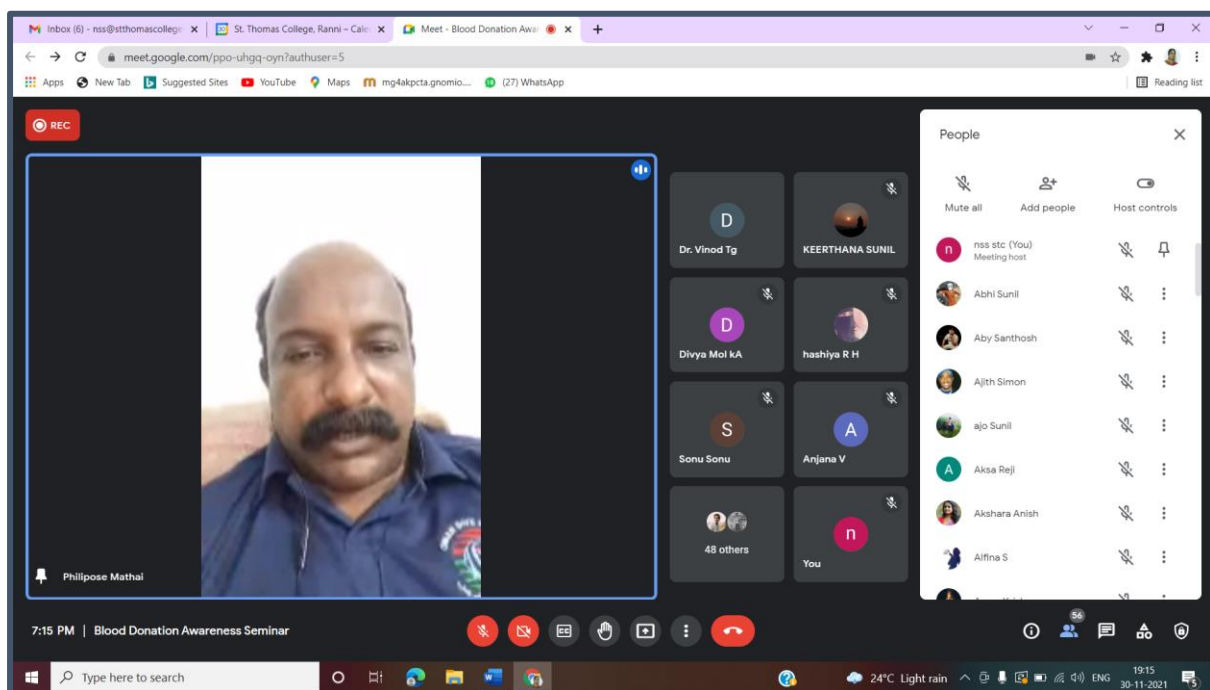 Inbox (6) - nss@stthomascolleg
St. Thomas College, Ranni – Cale
Meet - Blood Donation Awa
meet.google.com/ppo-uhgq-oyn?authuser=5
Apps New Tab Suggested Sites YouTube Maps mg4akpcta.gnomio.... (27) WhatsApp Reading list
REC
People
Mute all Add people Host controls
n nss stc (You)
Meeting host
Abhi Sunil
Aby Santhosh
Ajith Simon
ajo Sunil
A Aksa Reji
Akshara Anish
Alfina S
D
Dr. Vinod Tg
KEERTHANA SUNIL
D
Divya Mol kA
hashiya R H
S
Sonu Sonu
A
Anjana V
48 others
n
You
Philipose Mathai
7:15 PM | Blood Donation Awareness Seminar
CC
56
Type here to search
24°C Light rain
ENG
19:15
30-11-2021
5